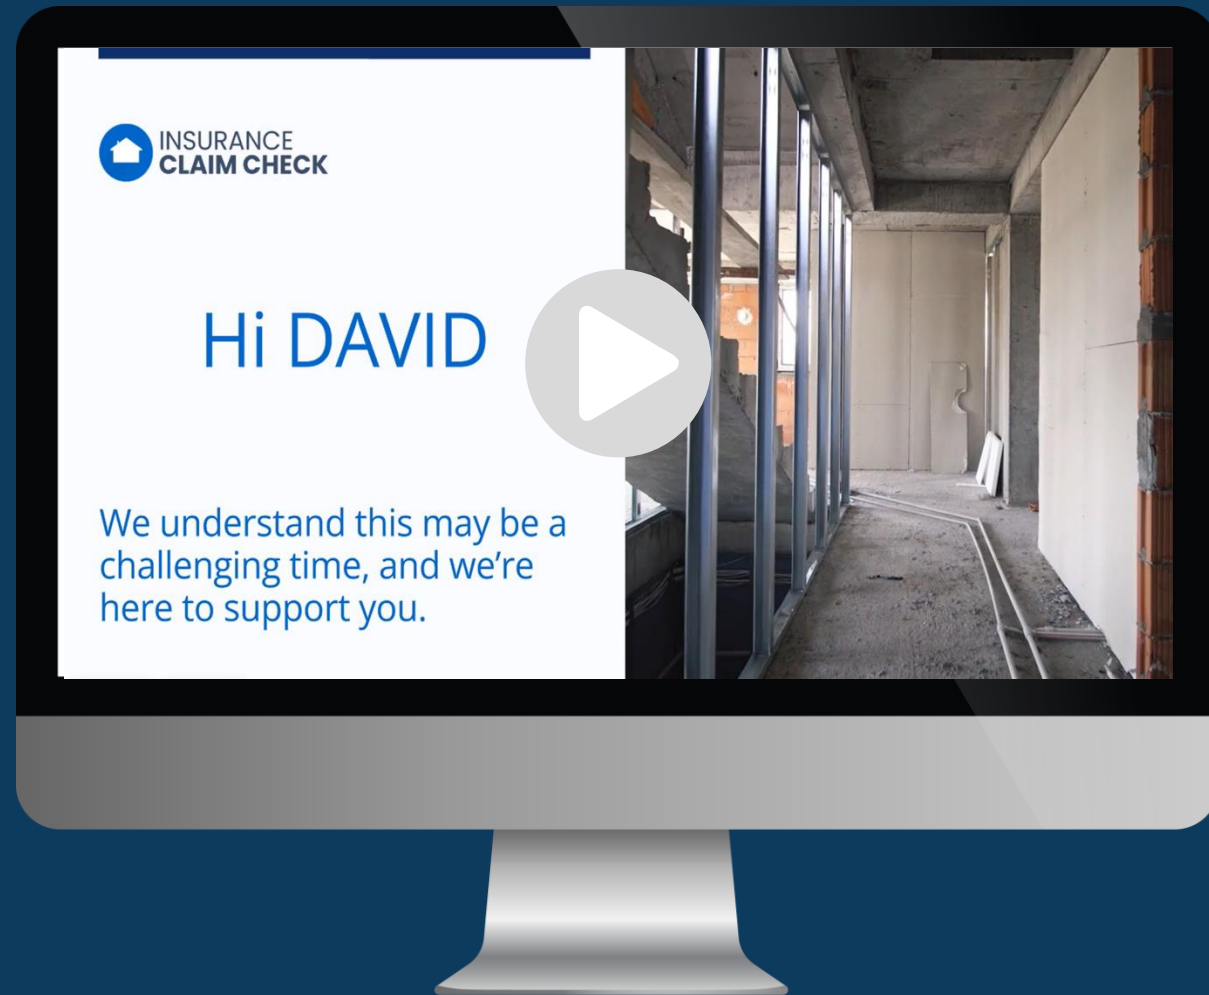 INSURANCE
CLAIM CHECK
Hi DAVID
We understand this may be a
challenging time, and we’re
here to support you.